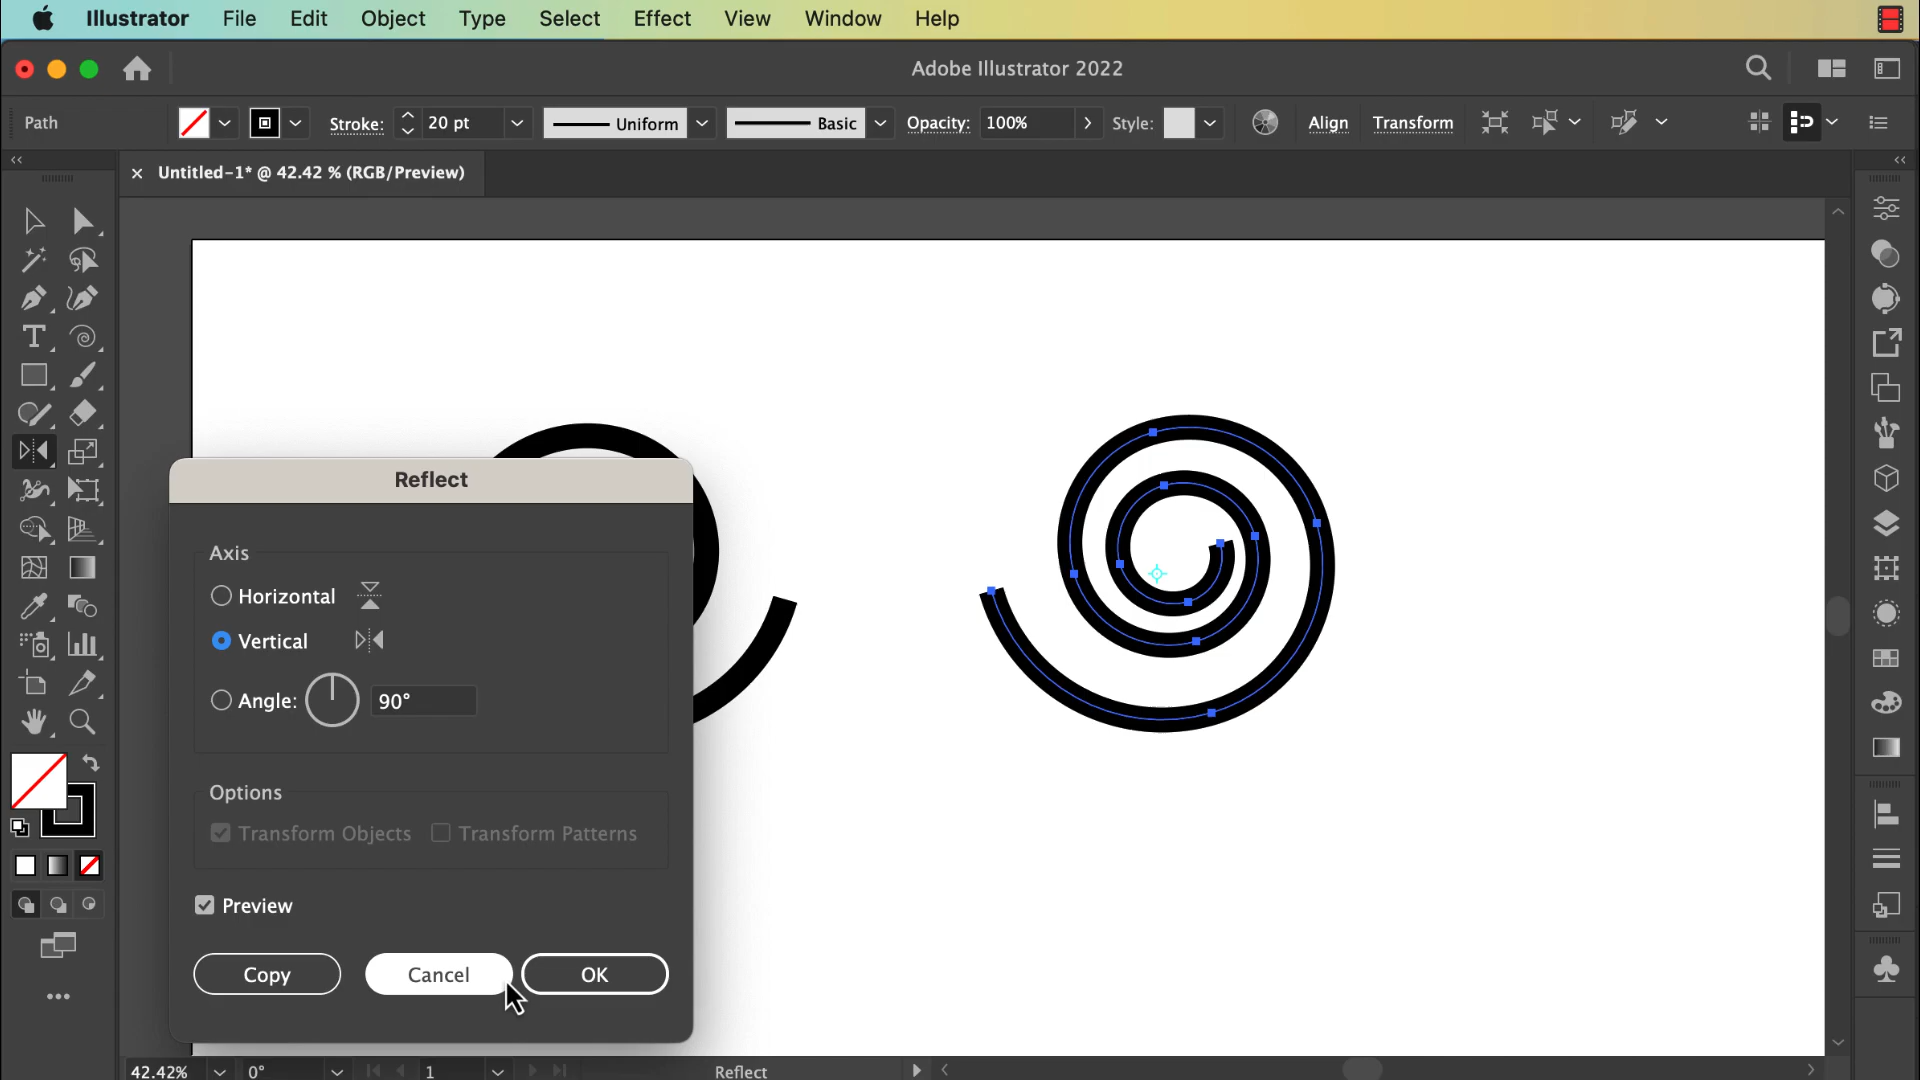 Illustrator File Edit Object Type Select Effect View Window Help
Adobe Illustrator 2022
Path Stroke: 20 pt Uniform Basic Opacity: 100% Style: Align Transform
Untitled-1* @ 42.42 % (RGB/Preview)
Reflect
Axis
Horizontal
Vertical
Angle: 90°
Options
Transform Objects Transform Patterns
Preview
Copy Cancel OK
42.42% 0° 1 Reflect